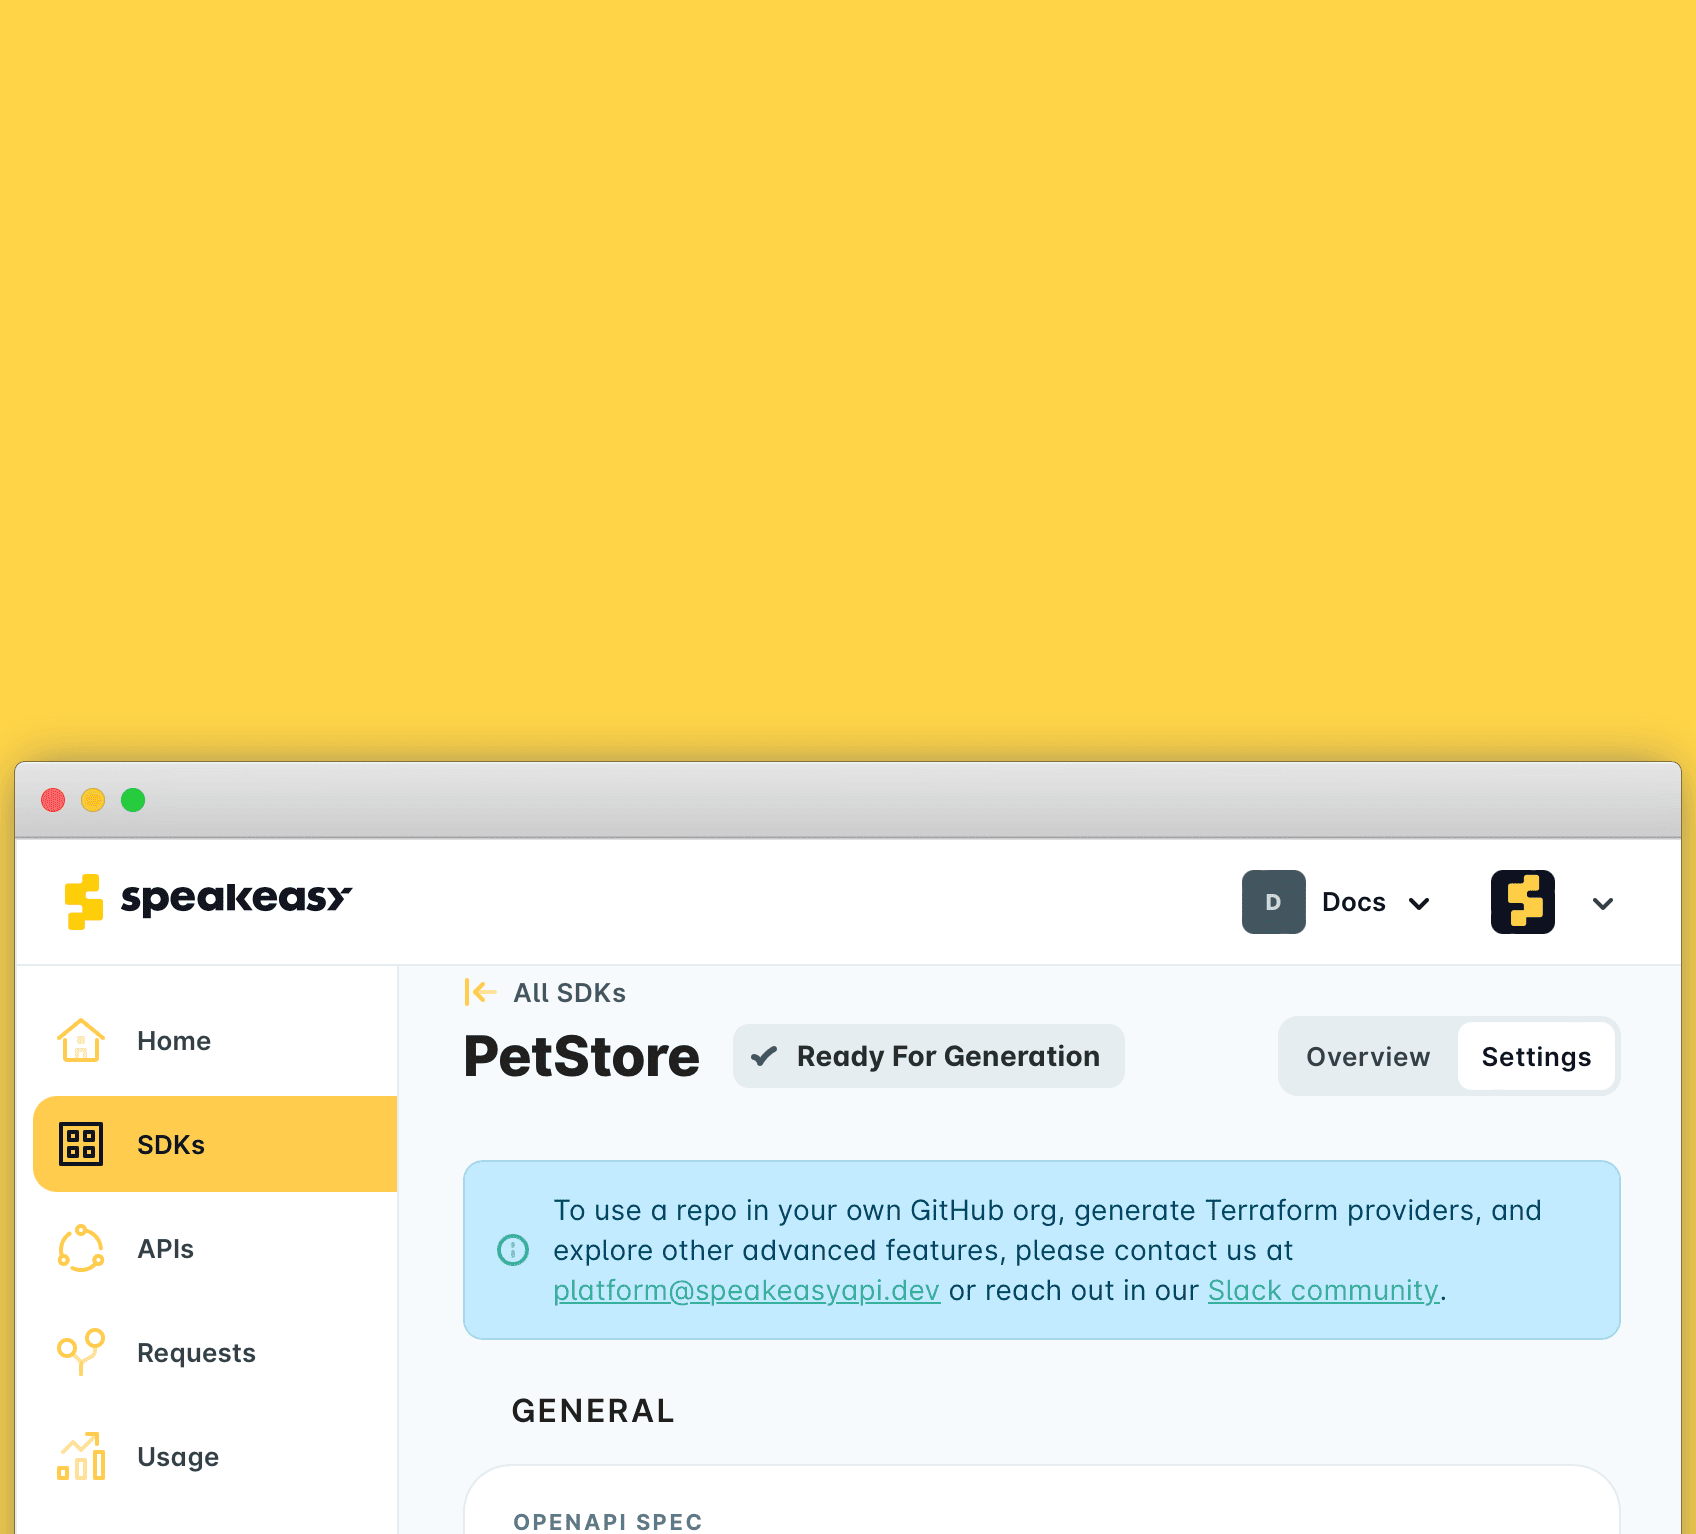 speakeasy
D Docs
All SDKs
PetStore
Ready For Generation
Overview
Settings
Home
SDKs
APIs
Requests
Usage
To use a repo in your own GitHub org, generate Terraform providers, and
explore other advanced features, please contact us at
platform@speakeasyapi.dev or reach out in our Slack community.
GENERAL
OPENAPI SPEC